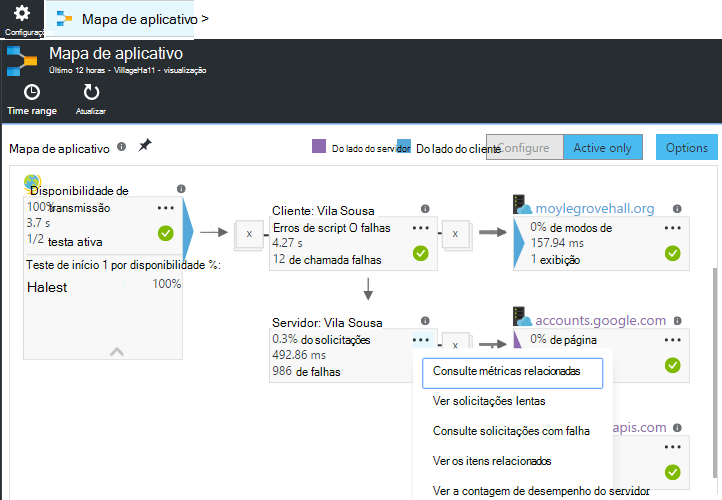 Configuraçõe
Mapa de aplicativo >
Mapa de aplicativo
Último 12 horas - VillageHa11 - visualização
Time range
Atualizar
Mapa de aplicativo
Do lado do servidor
Do lado do cliente
Configure
Active only
Options
Disponibilidade de
100% transmissão
3.7 s
1/2 testa ativa
Teste de início 1 por disponibilidade %:
Halest
100%
x
Cliente: Vila Sousa
Erros de script O falhas
4.27 s
12 de chamada falhas
x
moylegrovehall.org
0% de modos de
157.94 ms
1 exibição
Servidor: Vila Sousa
0.3% do solicitações
492.86 ms
986 de falhas
x
accounts.google.com
0% de página
Consulte métricas relacionadas
Ver solicitações lentas
Consulte solicitações com falha
Ver os itens relacionados
Ver a contagem de desempenho do servidor
apis.com